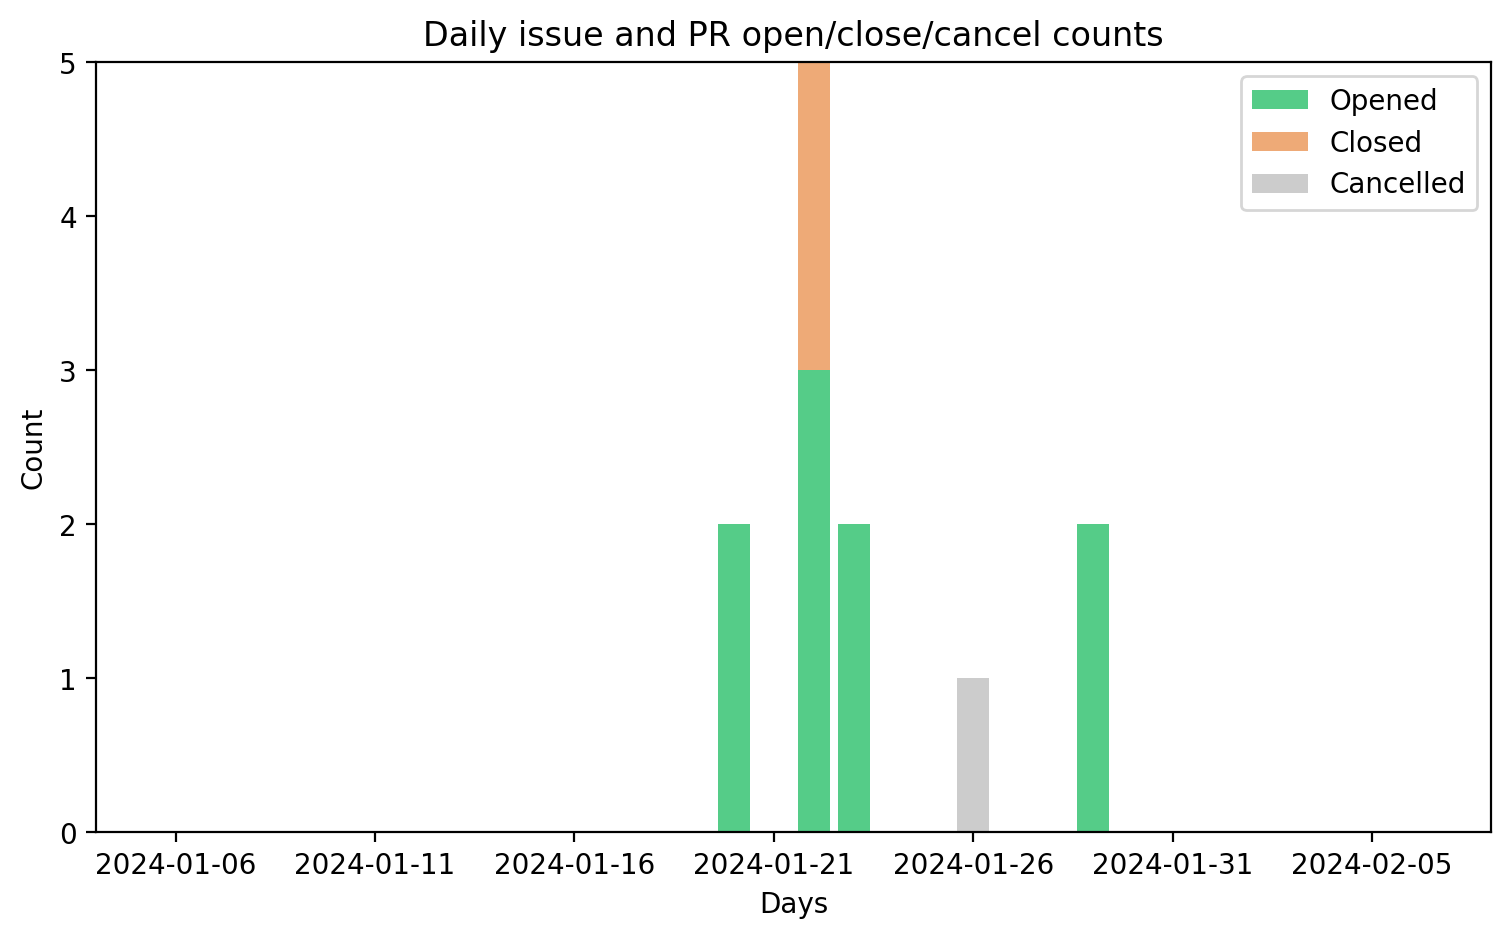 Daily issue and PR open/close/cancel counts
5
4
3
2
1
0
Count
Opened
Closed
Cancelled
2024-01-06 2024-01-11 2024-01-16 2024-01-21 2024-01-26 2024-01-31 2024-02-05
Days